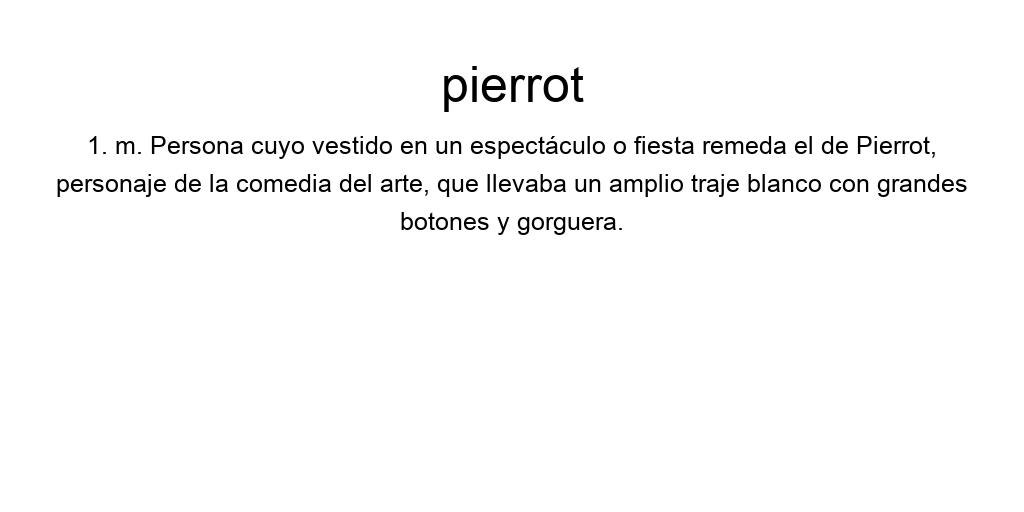 pierrot
1. m. Persona cuyo vestido en un espectáculo o fiesta remeda el de Pierrot,
personaje de la comedia del arte, que llevaba un amplio traje blanco con grandes
botones y gorguera.